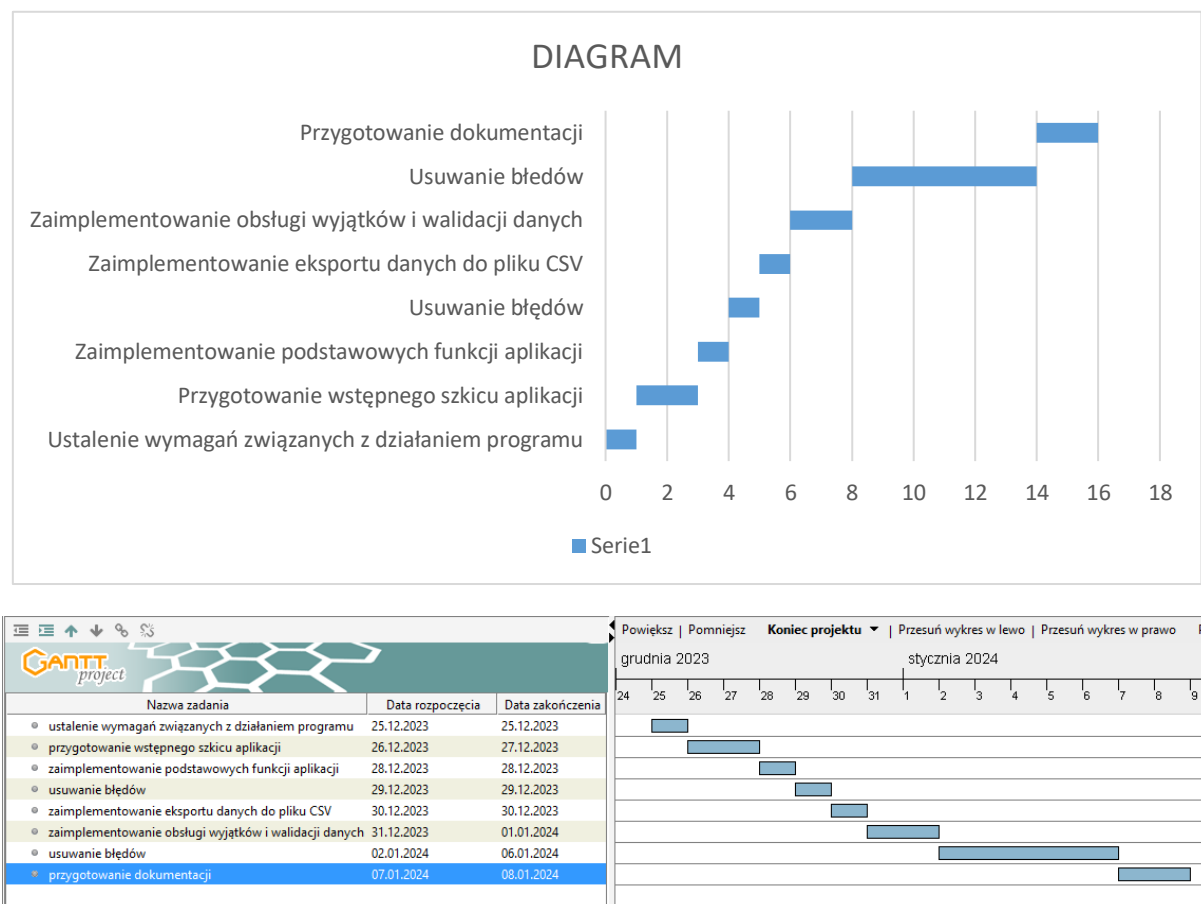 DIAGRAM
Przygotowanie dokumentacji
Usuwanie błedów
Zaimplementowanie obsługi wyjątków i walidacji danych
Zaimplementowanie eksportu danych do pliku CSV
Usuwanie błędów
Zaimplementowanie podstawowych funkcji aplikacji
Przygotowanie wstępnego szkicu aplikacji
Ustalenie wymagań związanych z działaniem programu
0 2 4 6 8 10 12 14 16 18
Serie1
Powiększ | Pomniejsz Koniec projektu | Przesuń wykres w lewo | Przesuń wykres w prawo
GANTT project
grudnia 2023 stycznia 2024
24 25 26 27 28 29 30 31 1 2 3 4 5 6 7 8 9
Nazwa zadania Data rozpoczęcia Data zakończenia
ustalenie wymagań związanych z działaniem programu 25.12.2023 25.12.2023
przygotowanie wstępnego szkicu aplikacji 26.12.2023 27.12.2023
zaimplementowanie podstawowych funkcji aplikacji 28.12.2023 28.12.2023
usuwanie błędów 29.12.2023 29.12.2023
zaimplementowanie eksportu danych do pliku CSV 30.12.2023 30.12.2023
zaimplementowanie obsługi wyjątków i walidacji danych 31.12.2023 01.01.2024
usuwanie błędów 02.01.2024 06.01.2024
przygotowanie dokumentacji 07.01.2024 08.01.2024